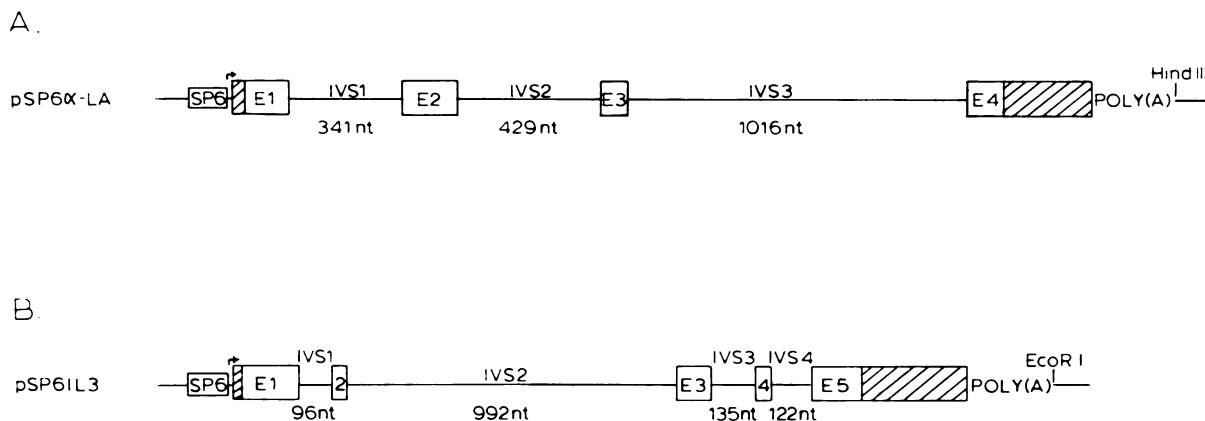 A.
Hind III
pSP6α-LA SP6 E1 IVS1 E2 IVS2 E3 IVS3 E4 POLY(A)
341nt 429nt 1016nt
B.
IVS1 IVS3 IVS4 EcoR I
pSP6IL3 SP6 E1 2 IVS2 E3 4 E5 POLY(A)
96nt 992nt 135nt 122nt